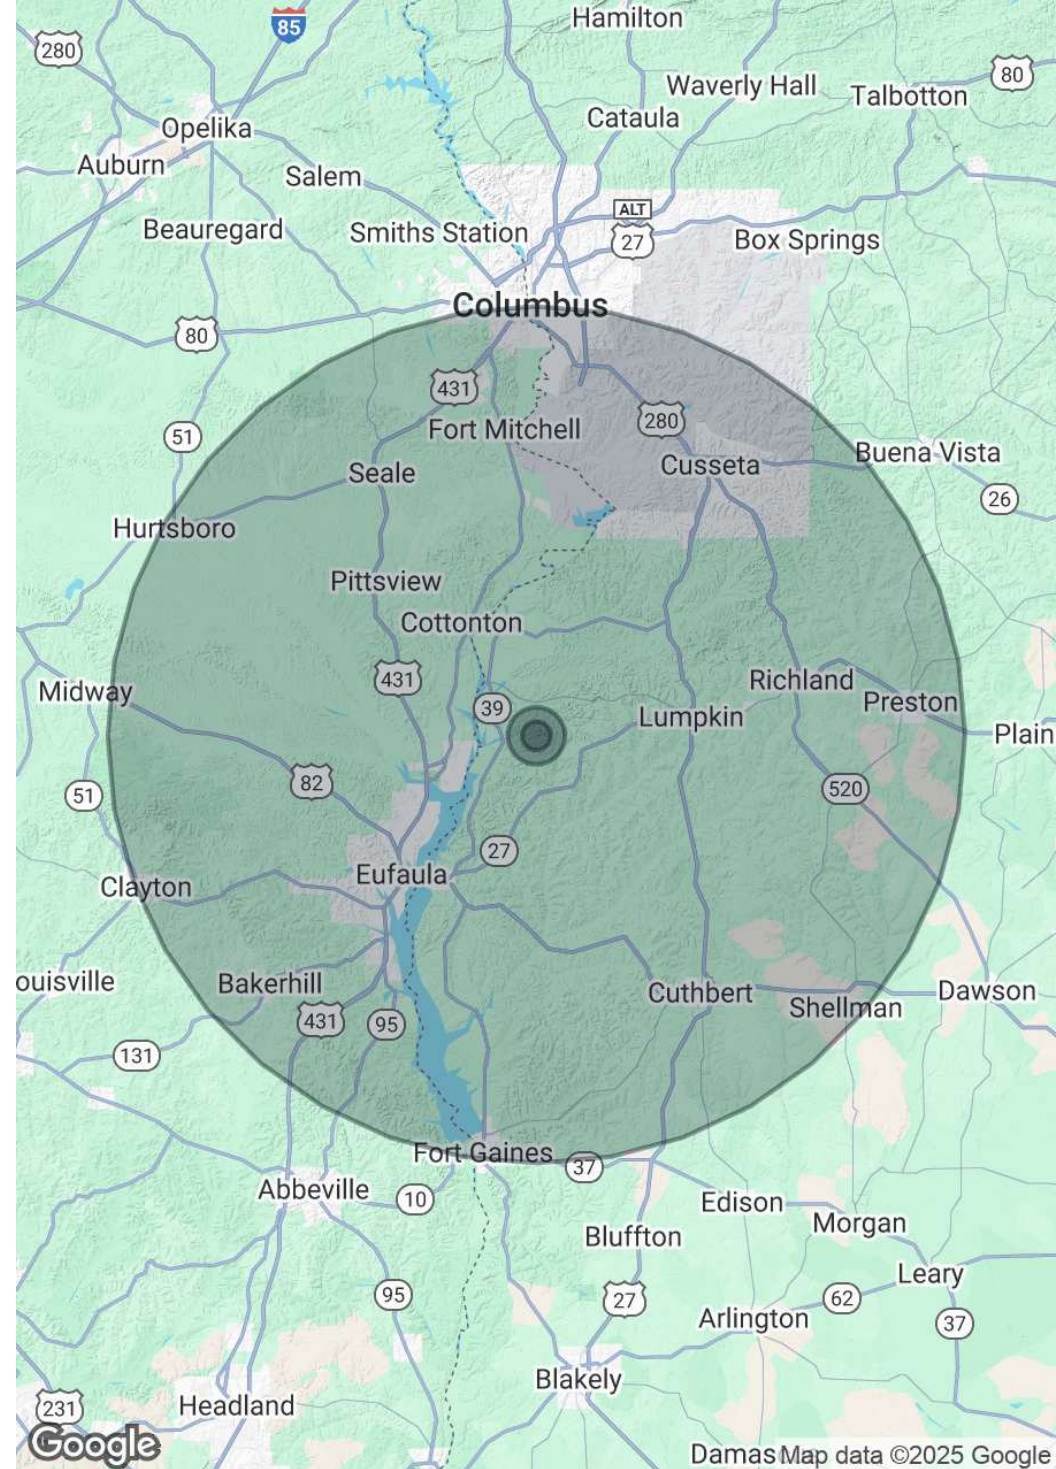 Hamilton
85
280
Waverly Hall
80
Talbotton
Cataula
Opelika
Auburn
Salem
ALT
27
Beauregard
Smiths Station
Box Springs
Columbus
80
431
280
Fort Mitchell
51
Buena Vista
Cusseta
Seale
26
Hurtsboro
Pittsview
Cottonton
431
Richland
Midway
Preston
39
Lumpkin
Plain
82
520
51
27
Eufaula
Clayton
ouisville
Bakerhill
Cuthbert
Dawson
Shellman
431
95
131
Fort Gaines
37
Abbeville
10
Edison
Morgan
Bluffton
Leary
95
27
62
Arlington
37
Blakely
231
Headland
Google
Damas
Map data ©2025 Google